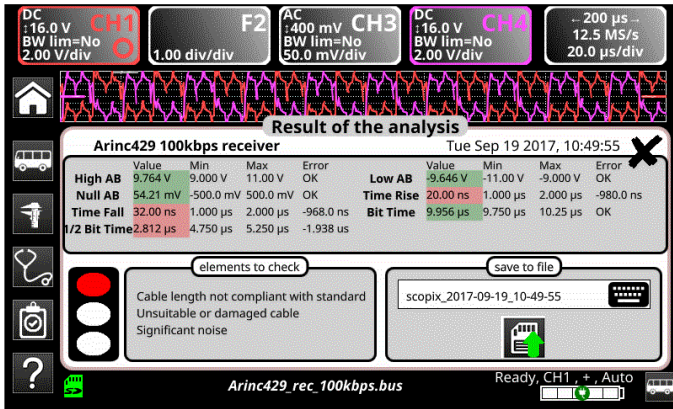 DC
↕16.0 V
CH1
BW lim=No
2.00 V/div
F2
1.00 div/div
AC
↕400 mV
CH3
BW lim=No
50.0 mV/div
DC
↕16.0 V
CH4
BW lim=No
2.00 V/div
←200 µs→
12.5 MS/s
20.0 µs/div
Result of the analysis
Arinc429 100kbps receiver Tue Sep 19 2017, 10:49:55
Value Min Max Error Value Min Max Error
High AB 9.764 V 9.000 V 11.00 V OK Low AB -9.646 V -11.00 V -9.000 V OK
Null AB 54.21 mV -500.0 mV 500.0 mV OK Time Rise 20.00 ns 1.000 µs 2.000 µs -980.0 ns
Time Fall 32.00 ns 1.000 µs 2.000 µs -968.0 ns Bit Time 9.956 µs 9.750 µs 10.25 µs OK
1/2 Bit Time 2.812 µs 4.750 µs 5.250 µs -1.938 us
elements to check
Cable length not compliant with standard
Unsuitable or damaged cable
Significant noise
save to file
scopix_2017-09-19_10-49-55
?
Arinc429_rec_100kbps.bus
Ready, CH1 , + , Auto